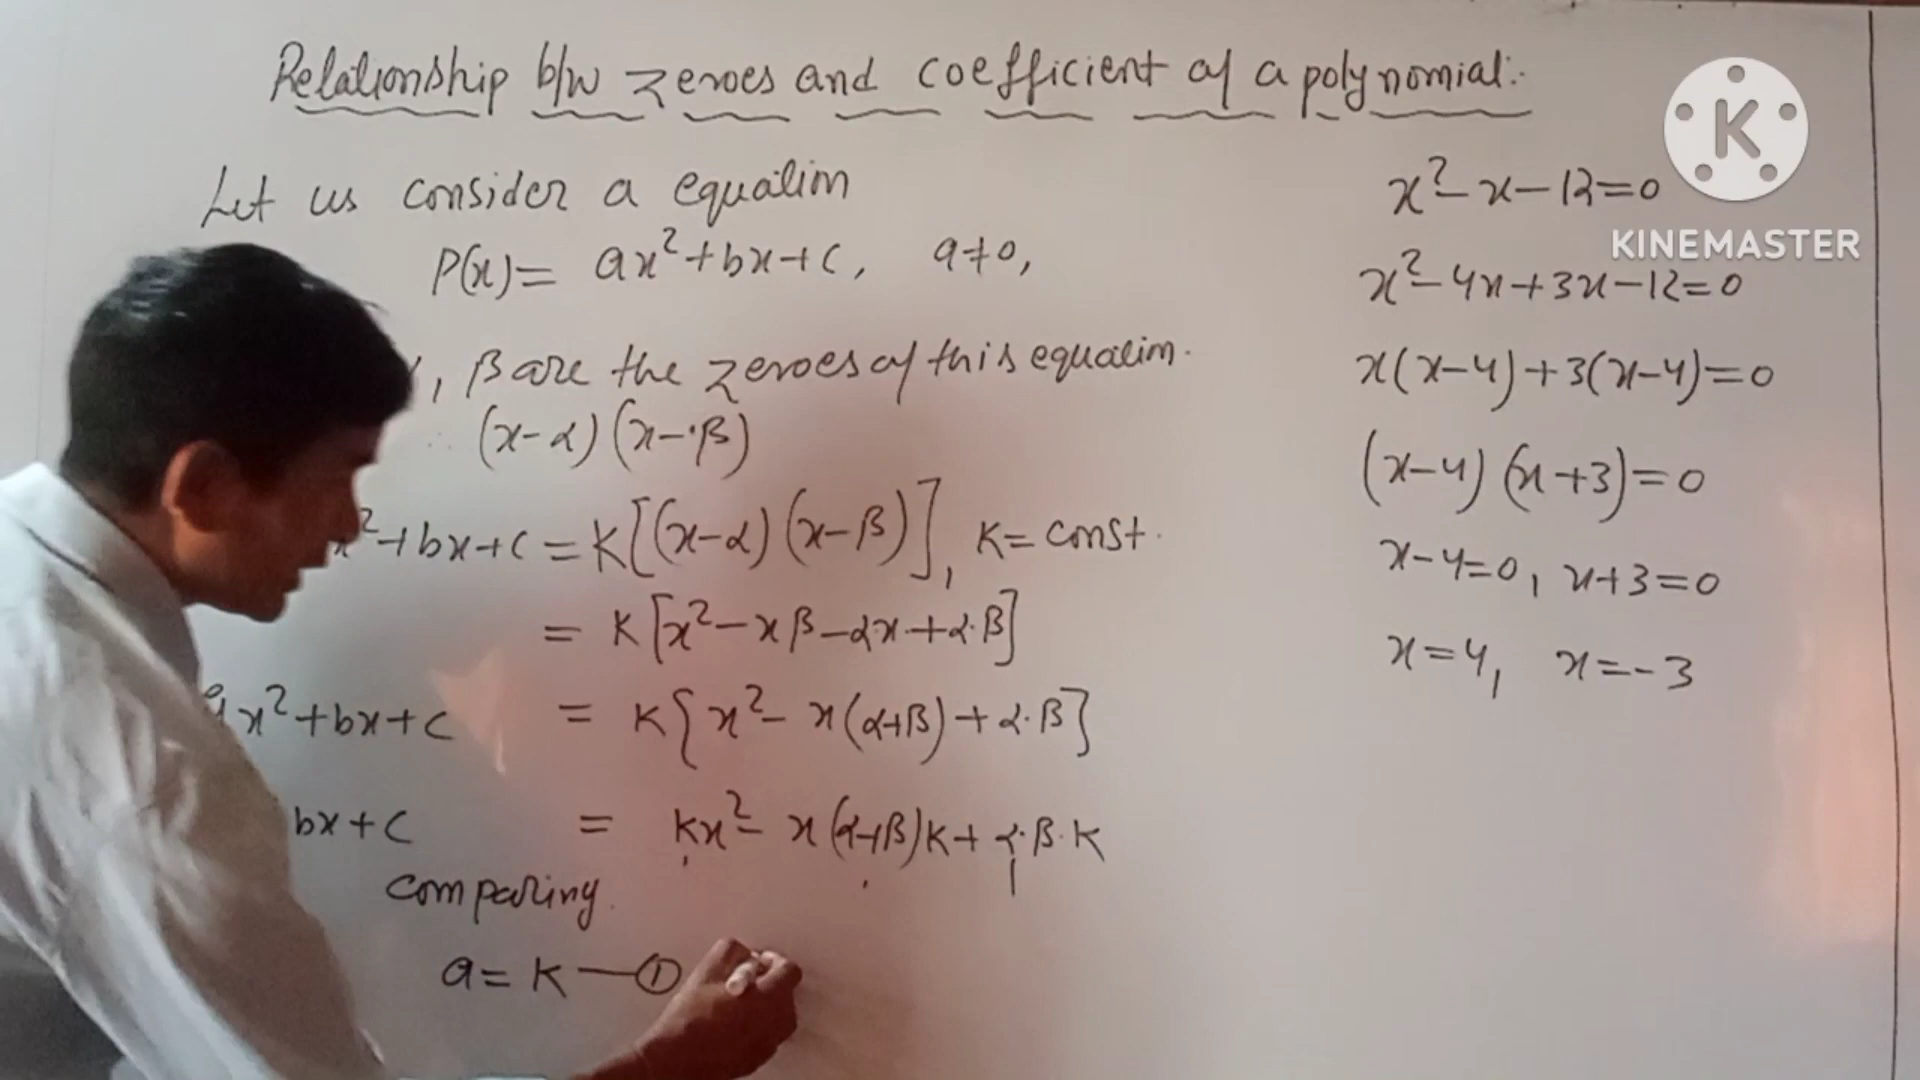 Relationship b/w zeroes and coefficient of a polynomial:-
Let us consider a equation
P(x) = ax²+bx+c, a≠0,
, β are the zeroes of this equation.
∴ (x-α) (x-β)
x²+bx+c = K[(x-α) (x-β)], K = const.
= K [x²-xβ-αx+α·β]
ax²+bx+c = K{x²- x(α+β)+α·β}
bx+c = Kx²- x(α+β)K+α·β·K
comparing.
a = K —①
x²-x-12=0
x²-4x+3x-12=0
x(x-4)+3(x-4)=0
(x-4) (x+3)=0
x-4=0, x+3=0
x=4, x=-3
K
KINEMASTER